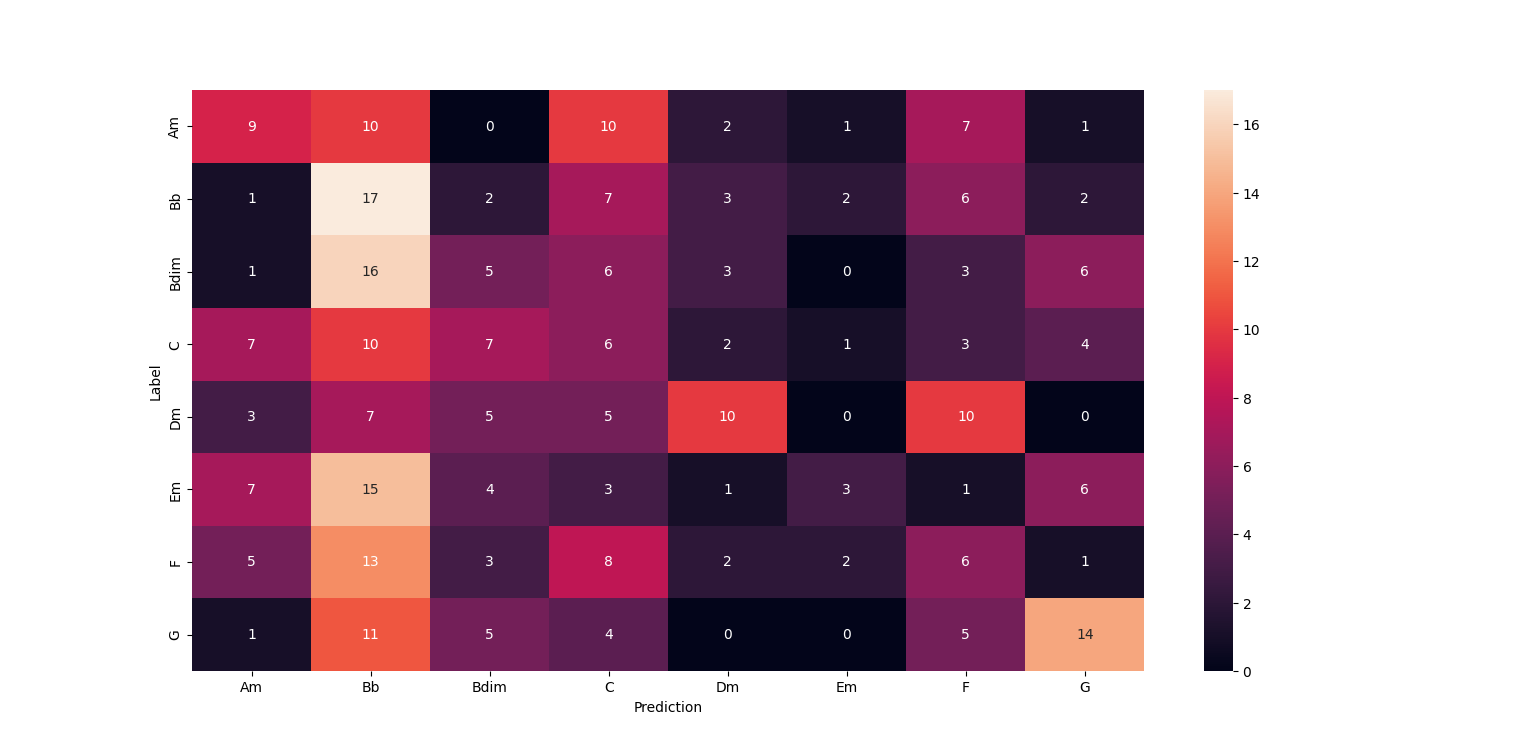 Am 9 10 0 10 2 1 7 1
Bb 1 17 2 7 3 2 6 2
Bdim 1 16 5 6 3 0 3 6
C 7 10 7 6 2 1 3 4
Dm 3 7 5 5 10 0 10 0
Em 7 15 4 3 1 3 1 6
F 5 13 3 8 2 2 6 1
G 1 11 5 4 0 0 5 14
Am Bb Bdim C Dm Em F G
Prediction
Label
16
14
12
10
8
6
4
2
0